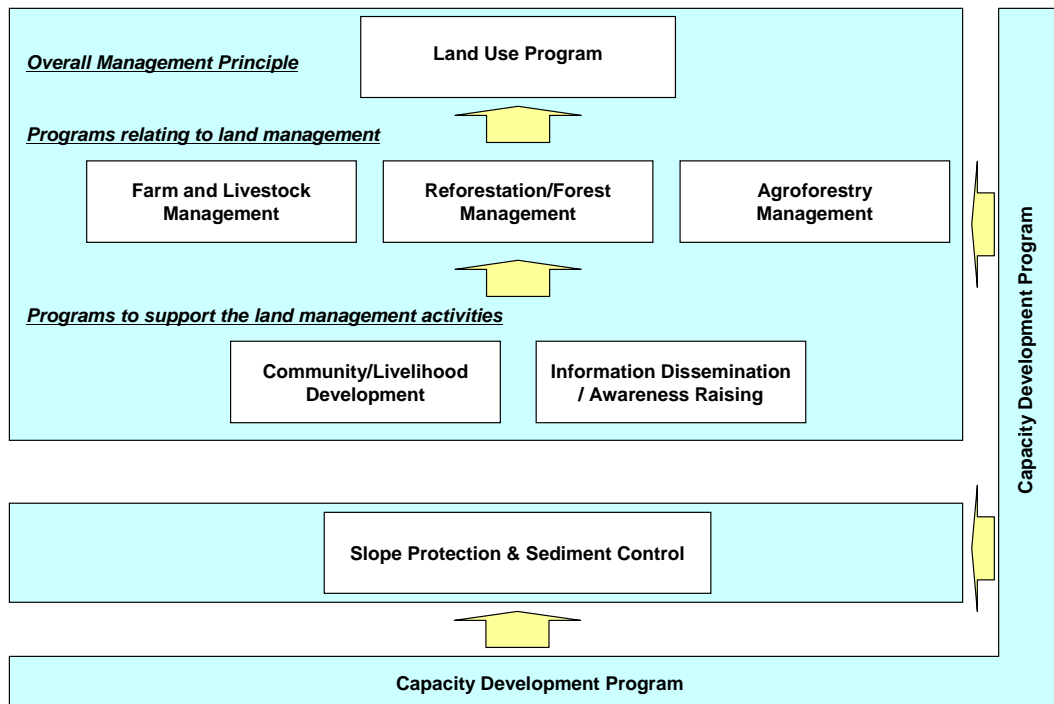 Overall Management Principle
Land Use Program
Programs relating to land management
Farm and Livestock
Management
Reforestation/Forest
Management
Agroforestry
Management
Programs to support the land management activities
Community/Livelihood
Development
Information Dissemination
/ Awareness Raising
Capacity Development Program
Slope Protection & Sediment Control
Capacity Development Program